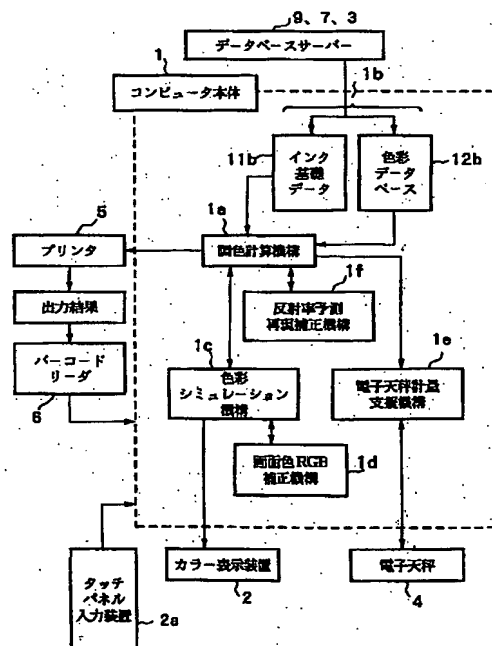 9、7、3
データベースサーバー
1
1b
コンピュータ本体
11b
インク
基礎
データ
色彩
データ
ベース
12b
1a
5
プリンタ
調色計算機構
1f
出力結果
反射率予測
再現補正機構
1c
1e
バーコード
リーダ
6
色彩
シミュレーション
機構
電子天秤計量
支援機構
画面色RGB
補正機構
1d
タッチ
パネル
入力装置
2a
カラー表示装置
2
電子天秤
4